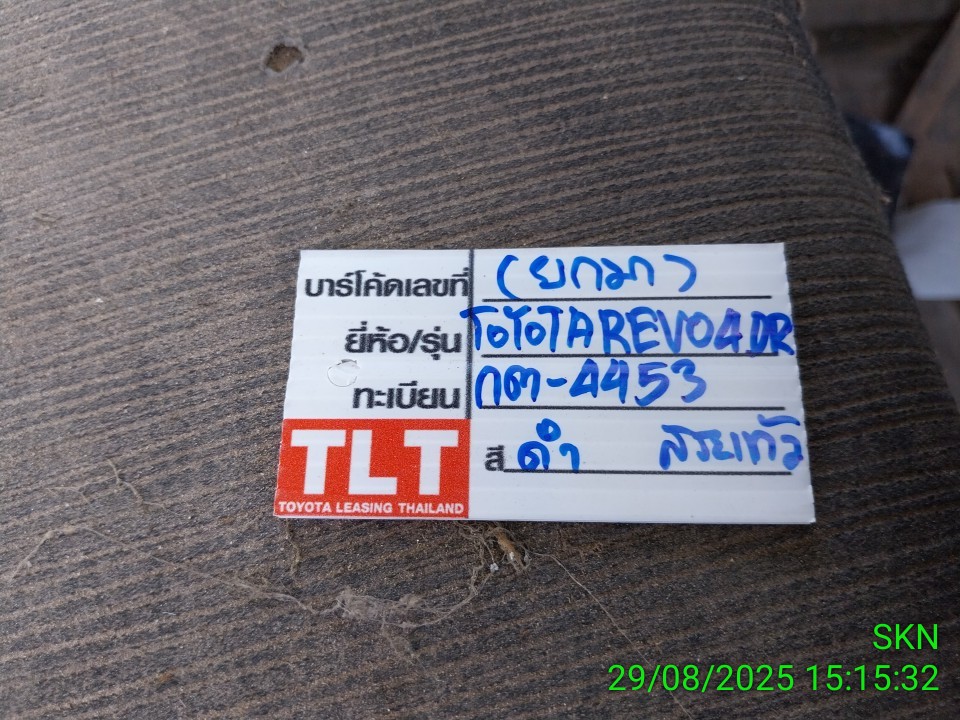 บาร์โค้ดเลขที่ (ยกมา)
ยี่ห้อ/รุ่น TOYOTA REVO 4DR
ทะเบียน กต-4453
สี ดำ สระแก้ว
TLT
TOYOTA LEASING THAILAND
SKN
29/08/2025 15:15:32